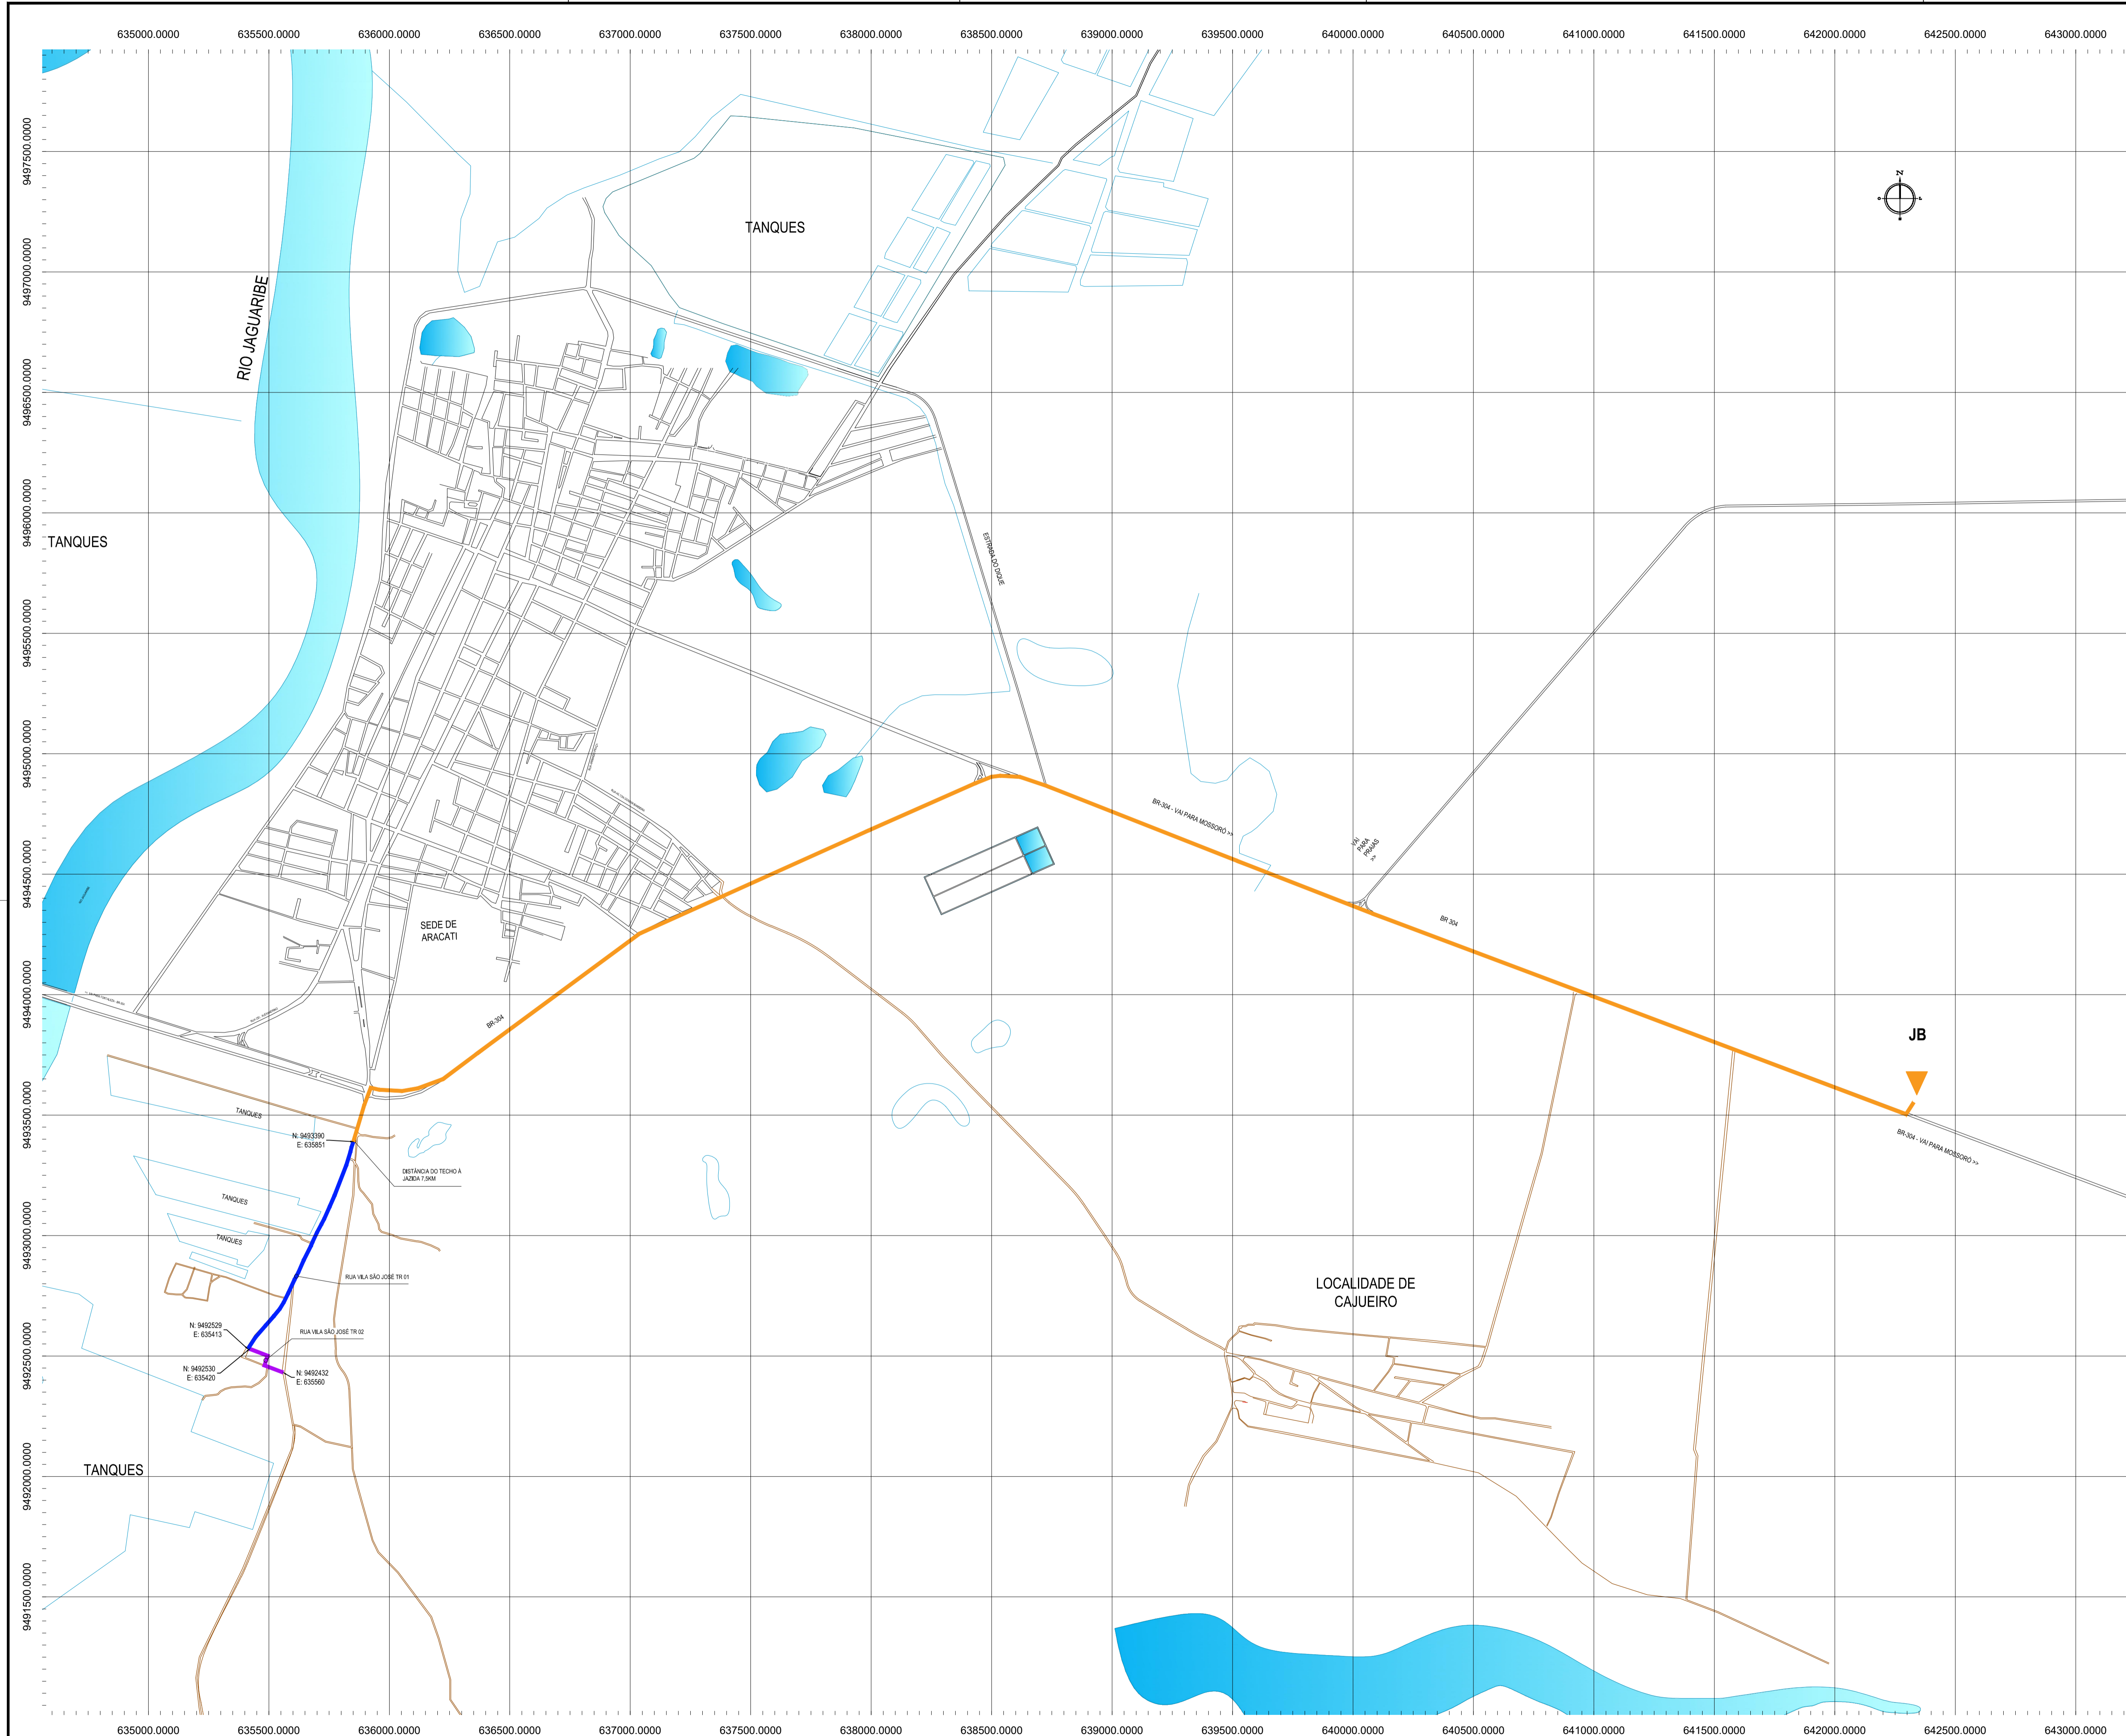 635000.0000 635500.0000 636000.0000 636500.0000 637000.0000 637500.0000 638000.0000 638500.0000 639000.0000 639500.0000 640000.0000 640500.0000 641000.0000 641500.0000 642000.0000 642500.0000 643000.0000
9497500.0000
9497000.0000
9496500.0000
9496000.0000
9495500.0000
9495000.0000
9494500.0000
9494000.0000
9493500.0000
9493000.0000
9492500.0000
9492000.0000
9491500.0000
N
TANQUES
RIO JAGUARIBE
TANQUES
ESTRADA DO DIQUE
BR-304 - VAI PARA MOSSORÓ >>
VAI
PARA
PRAIAS
>>
BR 304
SEDE DE
ARACATI
BR-304
JB
BR-304 - VAI PARA MOSSORÓ >>
TANQUES
N: 9493390
E: 635851
DISTÂNCIA DO TECHO À
JAZIDA 7,5KM
TANQUES
TANQUES
RUA VILA SÃO JOSÉ TR 01
LOCALIDADE DE
CAJUEIRO
N: 9492529
E: 635413
RUA VILA SÃO JOSÉ TR 02
N: 9492530
E: 635420
N: 9492432
E: 635560
TANQUES
635000.0000 635500.0000 636000.0000 636500.0000 637000.0000 637500.0000 638000.0000 638500.0000 639000.0000 639500.0000 640000.0000 640500.0000 641000.0000 641500.0000 642000.0000 642500.0000 643000.0000